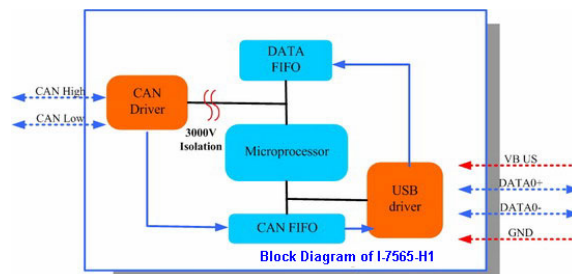 DATA
FIFO
CAN High
CAN
Driver
CAN Low
3000V
Isolation
Microprocessor
VB US
USB
driver
DATA0+
DATA0-
CAN FIFO
GND
Block Diagram of I-7565-H1